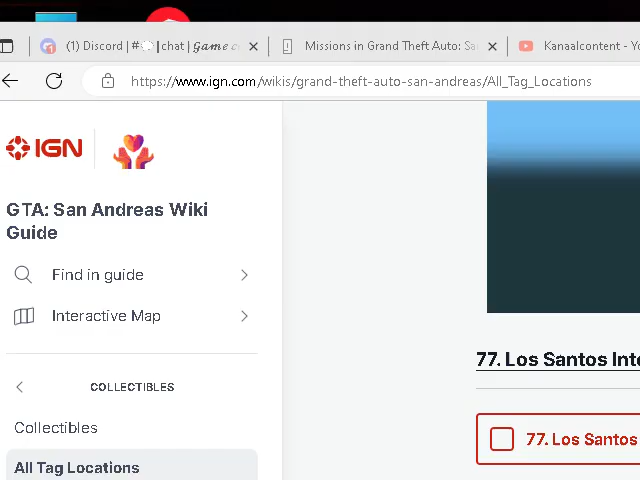 (1) Discord | #💭|chat | 𝓖𝓪𝓶𝓮 𝓬
Missions in Grand Theft Auto: Sa
Kanaalcontent - Yo
https://www.ign.com/wikis/grand-theft-auto-san-andreas/All_Tag_Locations
IGN
GTA: San Andreas Wiki
Guide
Find in guide
Interactive Map
COLLECTIBLES
Collectibles
All Tag Locations
77. Los Santos Inte
77. Los Santos